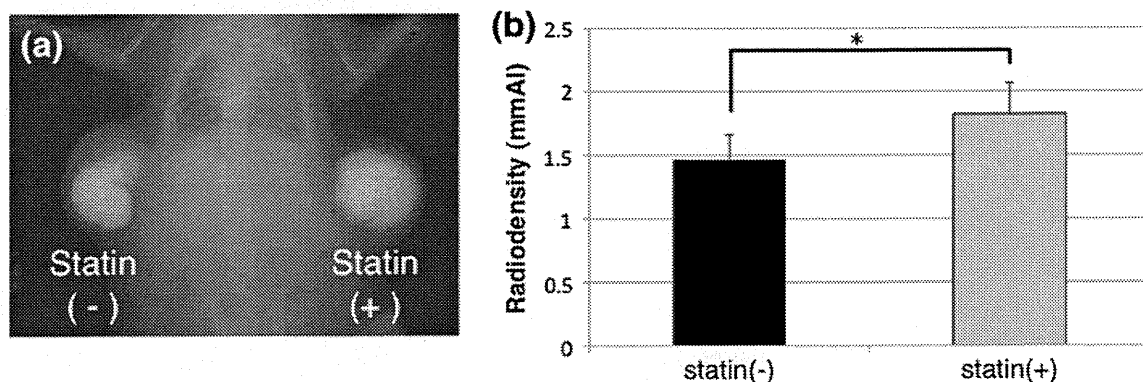 (a)
Statin
( - )
Statin
(+)
(b)
Radiodensity (mmAl)
2.5
2
1.5
1
0.5
0
*
statin(-)
statin(+)